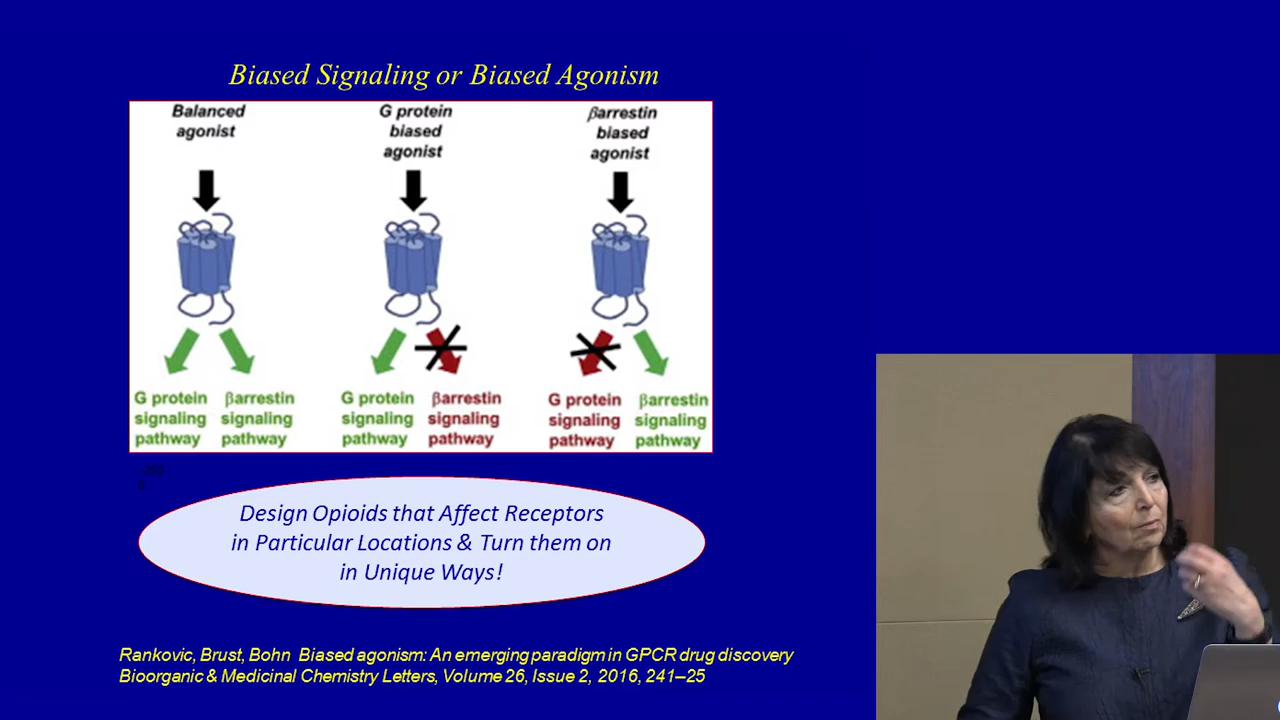 Biased Signaling or Biased Agonism
Balanced
agonist
G protein
biased
agonist
βarrestin
biased
agonist
G protein
signaling
pathway
βarrestin
signaling
pathway
G protein
signaling
pathway
βarrestin
signaling
pathway
G protein
signaling
pathway
βarrestin
signaling
pathway
Design Opioids that Affect Receptors
in Particular Locations & Turn them on
in Unique Ways!
Rankovic, Brust, Bohn Biased agonism: An emerging paradigm in GPCR drug discovery
Bioorganic & Medicinal Chemistry Letters, Volume 26, Issue 2, 2016, 241–25